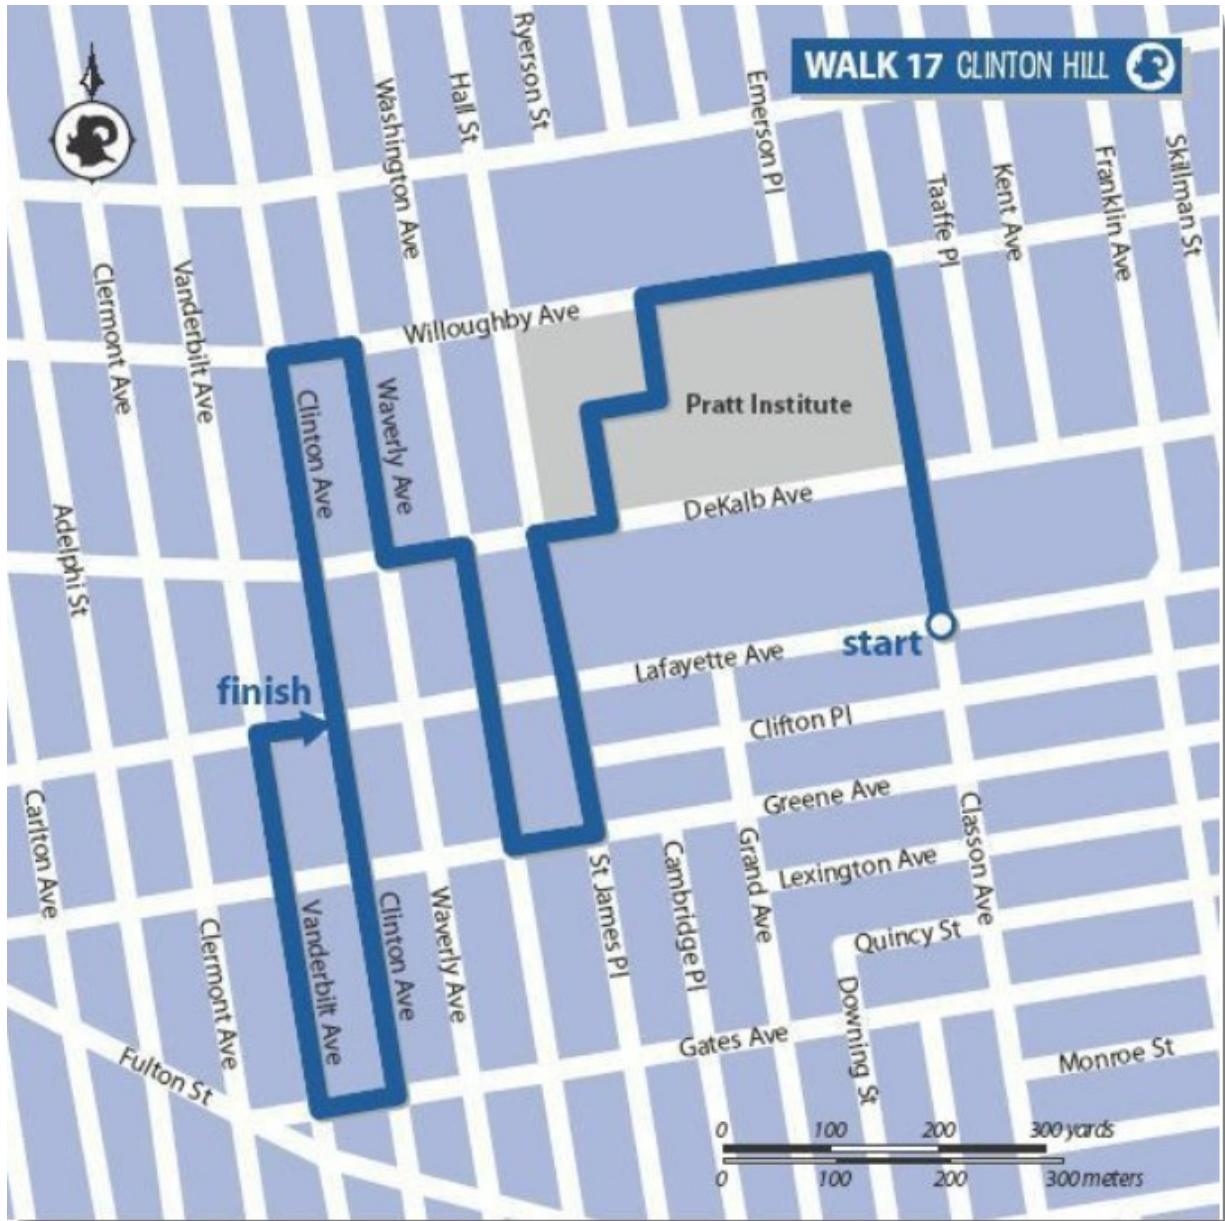 WALK 17 CLINTON HILL
Ryerson St
Hall St
Washington Ave
Emerson Pl
Taaffe Pl
Kent Ave
Franklin Ave
Skillman St
Clermont Ave
Vanderbilt Ave
Willoughby Ave
Clinton Ave
Waverly Ave
Pratt Institute
DeKalb Ave
Adelphi St
start
Lafayette Ave
finish
Clifton Pl
Greene Ave
Carlton Ave
Lexington Ave
Classon Ave
Grand Ave
Cambridge Pl
St James Pl
Quincy St
Clermont Ave
Vanderbilt Ave
Clinton Ave
Waverly Ave
Downing St
Gates Ave
Monroe St
Fulton St
0 100 200 300 yards
0 100 200 300 meters